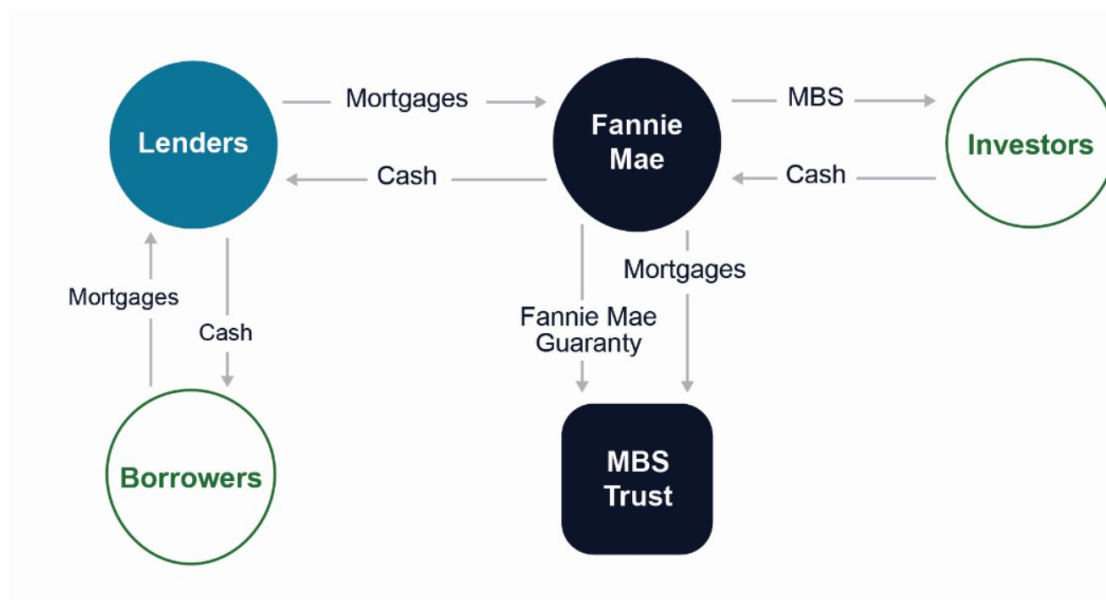 Lenders
Mortgages
Cash
Fannie
Mae
MBS
Cash
Investors
Mortgages
Cash
Fannie Mae
Guaranty
Mortgages
Borrowers
MBS
Trust